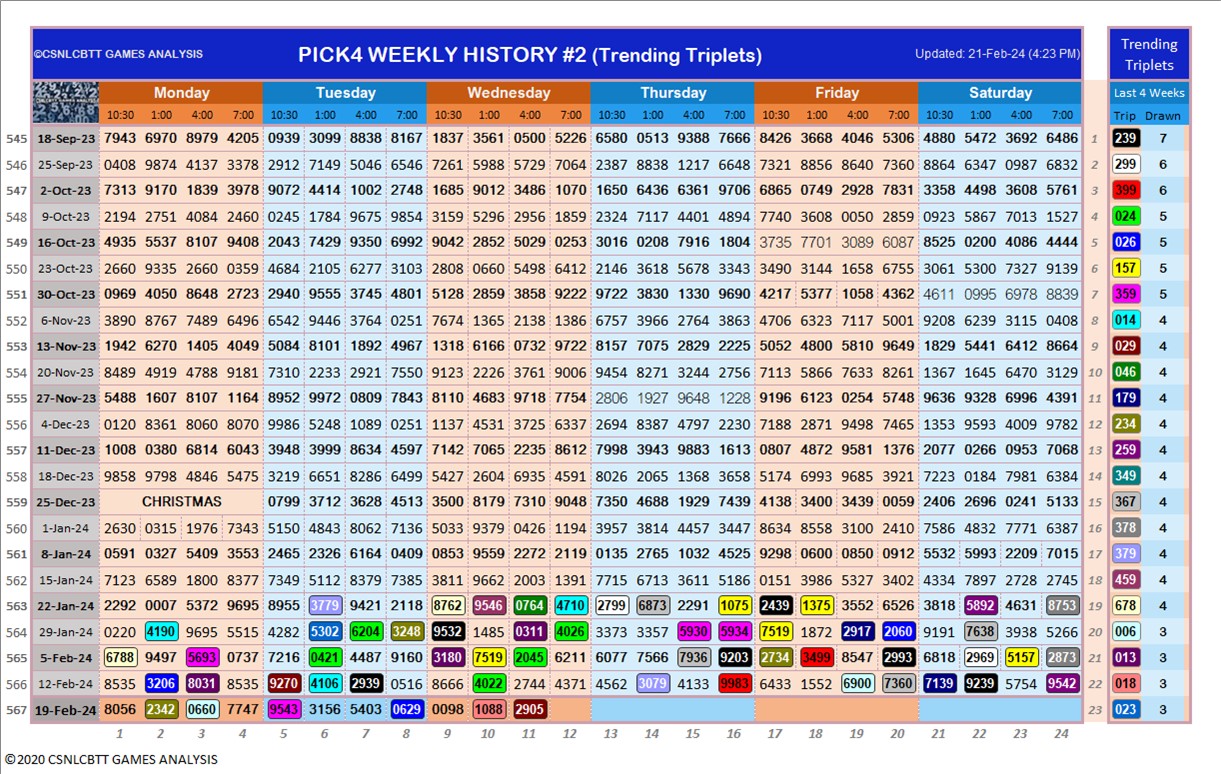 ©CSNLCBTT GAMES ANALYSIS PICK4 WEEKLY HISTORY #2 (Trending Triplets) Updated: 21-Feb-24 (4:23 PM) Trending Triplets
Monday Tuesday Wednesday Thursday Friday Saturday Last 4 Weeks
10:30 1:00 4:00 7:00 10:30 1:00 4:00 7:00 10:30 1:00 4:00 7:00 10:30 1:00 4:00 7:00 10:30 1:00 4:00 7:00 10:30 1:00 4:00 7:00 Trip Drawn
545 18-Sep-23 7943 6970 8979 4205 0939 3099 8838 8167 1837 3561 0500 5226 6580 0513 9388 7666 8426 3668 4046 5306 4880 5472 3692 6486 1 239 7
546 25-Sep-23 0408 9874 4137 3378 2912 7149 5046 6546 7261 5988 5729 7064 2387 8838 1217 6648 7321 8856 8640 7360 8864 6347 0987 6832 2 299 6
547 2-Oct-23 7313 9170 1839 3978 9072 4414 1002 2748 1685 9012 3486 1070 1650 6436 6361 9706 6865 0749 2928 7831 3358 4498 3608 5761 3 399 6
548 9-Oct-23 2194 2751 4084 2460 0245 1784 9675 9854 3159 5296 2956 1859 2324 7117 4401 4894 7740 3608 0050 2859 0923 5867 7013 1527 4 024 5
549 16-Oct-23 4935 5537 8107 9408 2043 7429 9350 6992 9042 2852 5029 0253 3016 0208 7916 1804 3735 7701 3089 6087 8525 0200 4086 4444 5 026 5
550 23-Oct-23 2660 9335 2660 0359 4684 2105 6277 3103 2808 0660 5498 6412 2146 3618 5678 3343 3490 3144 1658 6755 3061 5300 7327 9139 6 157 5
551 30-Oct-23 0969 4050 8648 2723 2940 9555 3745 4818 9128 2859 3858 9222 9722 3830 1330 9690 4217 5377 1058 4362 4611 0995 6978 8839 7 359 5
552 6-Nov-23 3890 8767 7489 6496 6542 9446 3764 0251 7674 1365 2138 1386 6757 3966 2764 3863 4706 6323 7117 5001 9208 6239 3115 0408 8 014 4
553 13-Nov-23 1942 6270 1405 4049 5084 8101 1892 4967 1318 6166 0732 9722 8157 7075 2829 2225 5052 4800 5810 9649 1829 5441 6412 8664 9 029 4
554 20-Nov-23 8489 4919 4788 9181 7310 2233 2921 7550 9123 2226 3761 9006 9454 8271 3244 2756 7113 5866 7633 8261 1367 1645 6470 3129 10 046 4
555 27-Nov-23 5488 1607 8107 1164 8952 9972 0809 7843 8110 4683 9718 7754 2806 1927 9648 1228 9196 6123 0254 5748 9636 9328 6996 4391 11 179 4
556 4-Dec-23 0120 8361 8060 8070 9986 5248 1089 0251 1137 4531 3725 6337 2694 8387 4797 2230 7188 2871 9498 7465 1353 9593 4009 9782 12 234 4
557 11-Dec-23 1008 0380 6814 6043 3948 3999 8634 4597 7142 7065 2235 8612 7998 3943 9883 1613 0807 4872 9581 1376 2077 0266 0953 7068 13 259 4
558 18-Dec-23 9858 9798 4846 5475 3219 6651 8286 6498 5427 2604 6935 4591 8026 2065 1368 3658 5174 6993 9685 3921 7223 0184 7981 6384 14 349 4
559 25-Dec-23 CHRISTMAS 0799 3712 3628 4513 3500 8179 7310 9048 7350 4688 1929 7439 4138 3400 3439 0059 2406 2696 0241 5133 15 367 4
560 1-Jan-24 2630 0315 1976 7343 5150 4843 8062 7136 5033 9379 0426 1194 3957 3814 4457 3447 8634 8558 3100 2410 7586 4832 7771 6387 16 378 4
561 8-Jan-24 0591 0327 5409 3553 2465 2326 6164 0409 0853 9559 2272 2119 0135 2765 1032 4525 9298 0600 0850 0912 5532 5993 2209 7015 17 379 4
562 15-Jan-24 7123 6589 1800 8377 7349 5112 8379 7385 3811 9662 2003 1391 7715 6713 3611 5186 0151 3986 5327 3402 4334 7897 2728 2745 18 459 4
563 22-Jan-24 2292 0007 5372 9695 8955 3779 9421 2118 8762 9546 0764 4710 2799 6873 2291 1075 2439 1375 3552 6526 3818 5892 4631 8753 19 678 4
564 29-Jan-24 0220 4190 9695 5515 4282 5302 6204 3248 9532 1485 0311 4026 3373 3357 5930 5934 7519 1872 2917 2060 9191 7638 3938 5266 20 006 3
565 5-Feb-24 6788 9497 5693 0737 7216 0421 4487 9160 3180 7519 2045 6211 6077 7566 7936 9203 2734 3499 8547 2993 6818 2969 5157 2873 21 013 3
566 12-Feb-24 8535 3206 8031 8535 9270 4106 2939 0516 8666 4022 2744 4371 4562 3079 4133 9983 6433 1552 6900 7360 7139 9239 5754 9542 22 018 3
567 19-Feb-24 8056 2342 0660 7747 9543 3156 5403 0629 0098 1088 2905 23 023 3
1 2 3 4 5 6 7 8 9 10 11 12 13 14 15 16 17 18 19 20 21 22 23 24
©2020 CSNLCBTT GAMES ANALYSIS